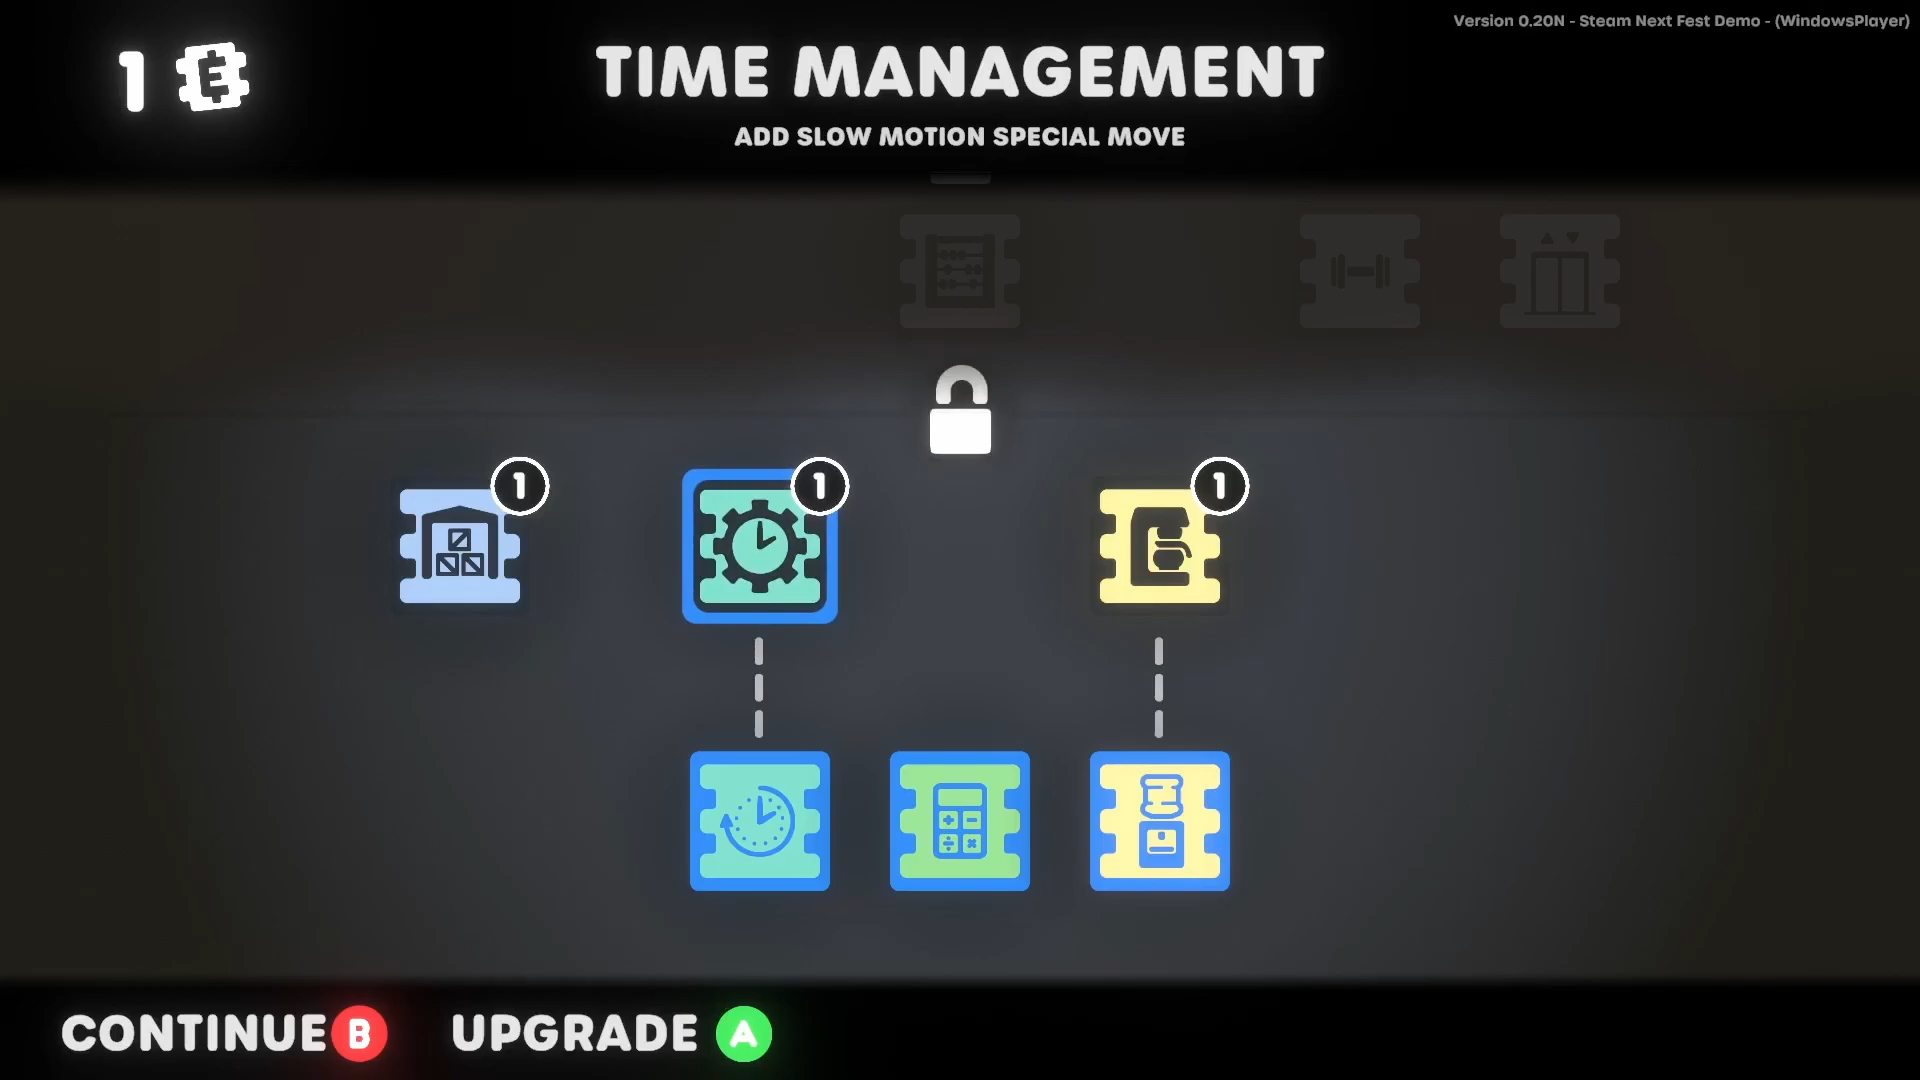 Version 0.20N - Steam Next Fest Demo - (WindowsPlayer)
1 E
TIME MANAGEMENT
ADD SLOW MOTION SPECIAL MOVE
1
1
1
CONTINUE B
UPGRADE A